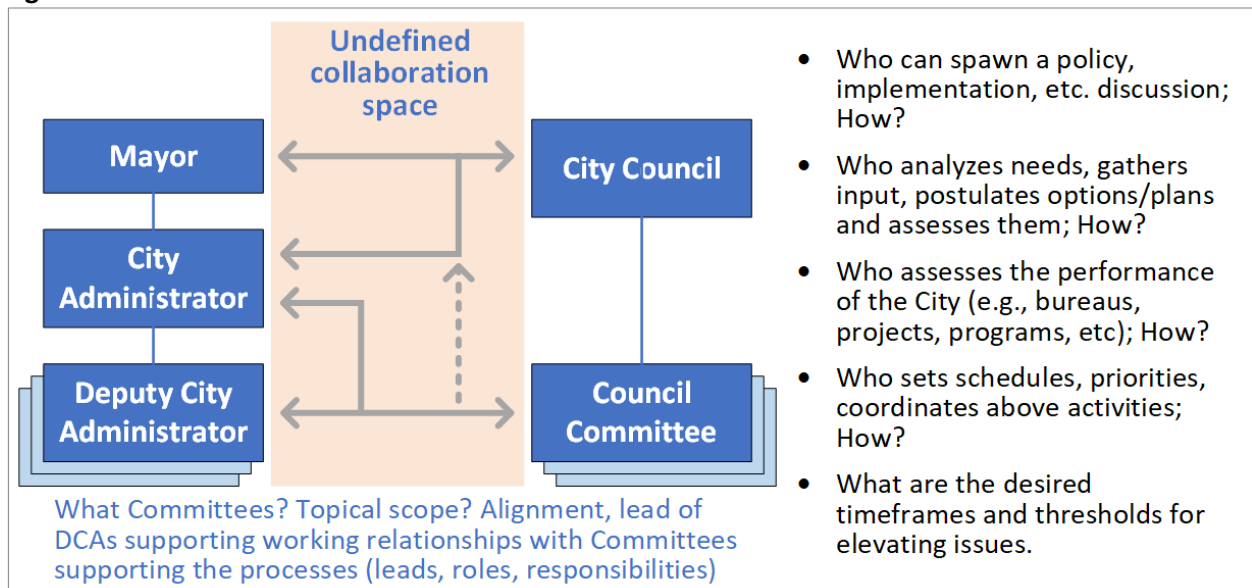 Undefined
collaboration
space
Mayor
City Council
City
Administrator
Deputy City
Administrator
Council
Committee
What Committees? Topical scope? Alignment, lead of
DCAs supporting working relationships with Committees
supporting the processes (leads, roles, responsibilities)
• Who can spawn a policy,
implementation, etc. discussion;
How?
• Who analyzes needs, gathers
input, postulates options/plans
and assesses them; How?
• Who assesses the performance
of the City (e.g., bureaus,
projects, programs, etc); How?
• Who sets schedules, priorities,
coordinates above activities;
How?
• What are the desired
timeframes and thresholds for
elevating issues.